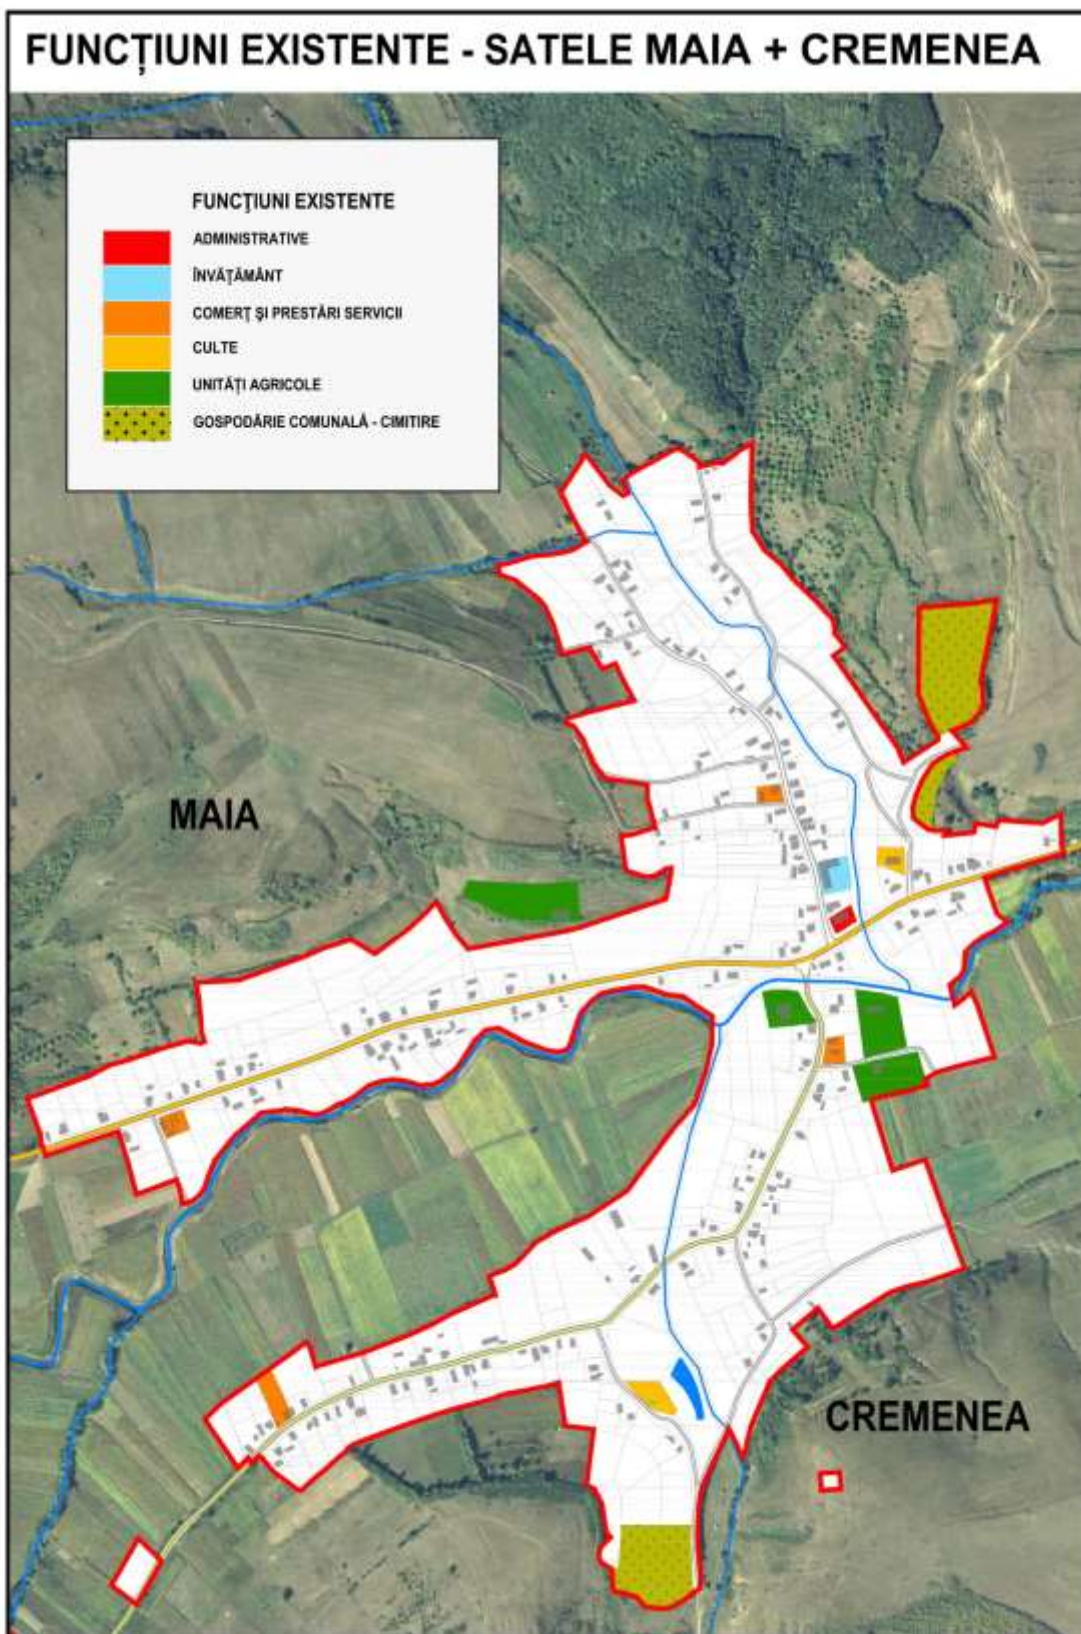 FUNCȚIUNI EXISTENTE - SATELE MAIA + CREMENEA
FUNCŢIUNI EXISTENTE
ADMINISTRATIVE
ÎNVĂŢĂMÂNT
COMERŢ ŞI PRESTĂRI SERVICII
CULTE
UNITĂŢI AGRICOLE
GOSPODĂRIE COMUNALĂ - CIMITIRE
MAIA
CREMENEA